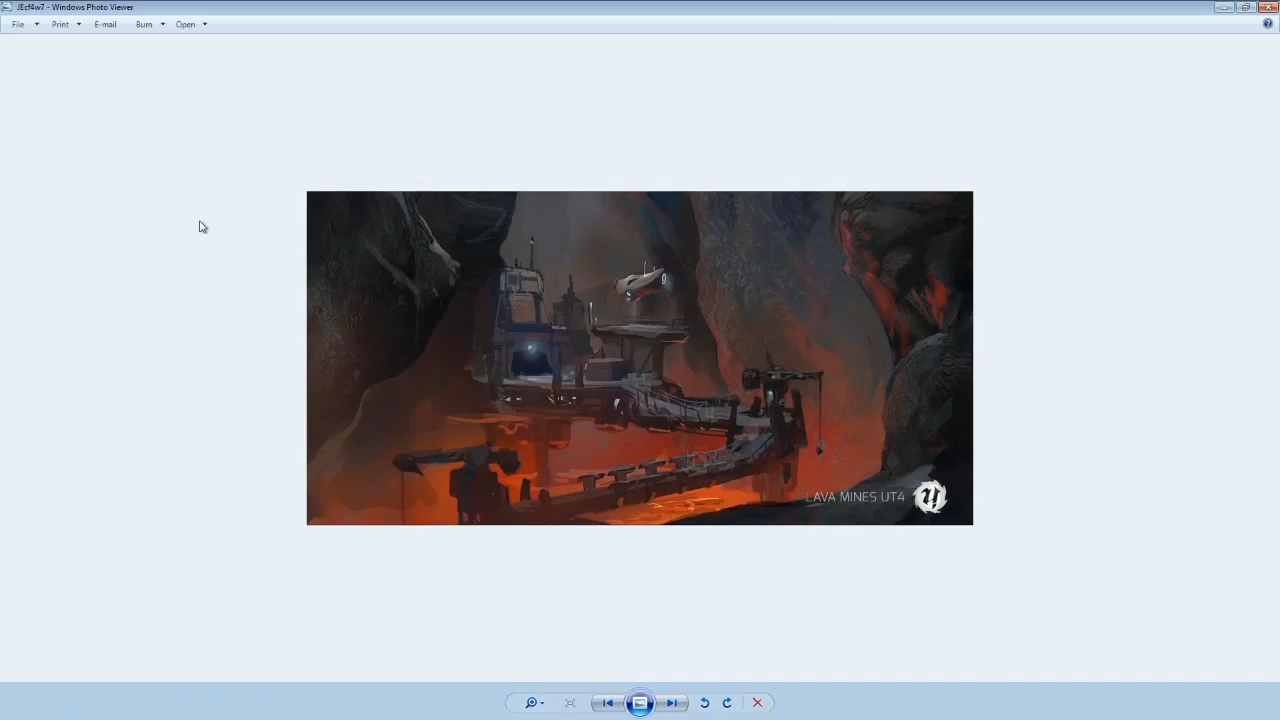 JEcf4w7 - Windows Photo Viewer
File Print E-mail Burn Open
LAVA MINES UT4